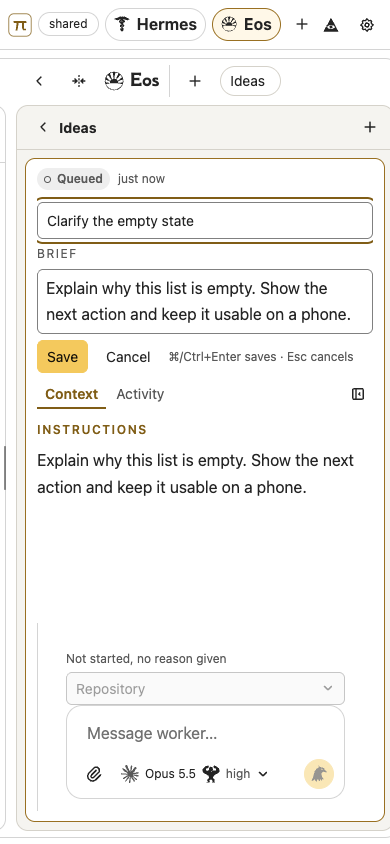 π shared Hermes Eos
Eos Ideas
Ideas
Queued just now
Clarify the empty state
BRIEF
Explain why this list is empty. Show the
next action and keep it usable on a phone.
Save Cancel ⌘/Ctrl+Enter saves · Esc cancels
Context Activity
INSTRUCTIONS
Explain why this list is empty. Show the next
action and keep it usable on a phone.
Not started, no reason given
Repository
Message worker...
Opus 5.5 high